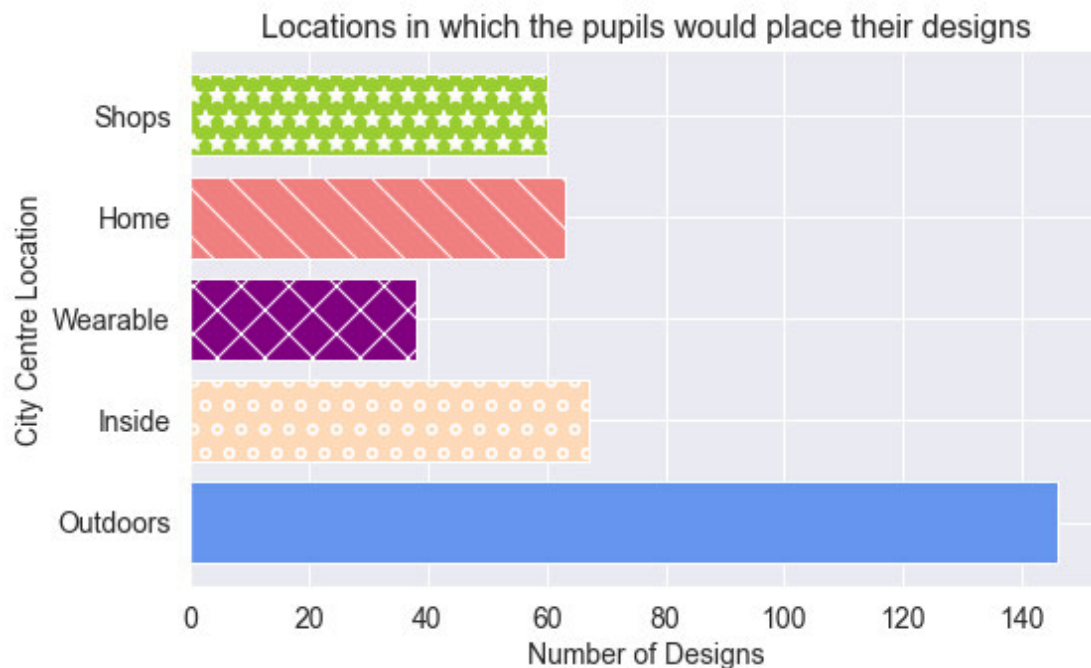 Locations in which the pupils would place their designs
City Centre Location
Shops
Home
Wearable
Inside
Outdoors
0 20 40 60 80 100 120 140
Number of Designs